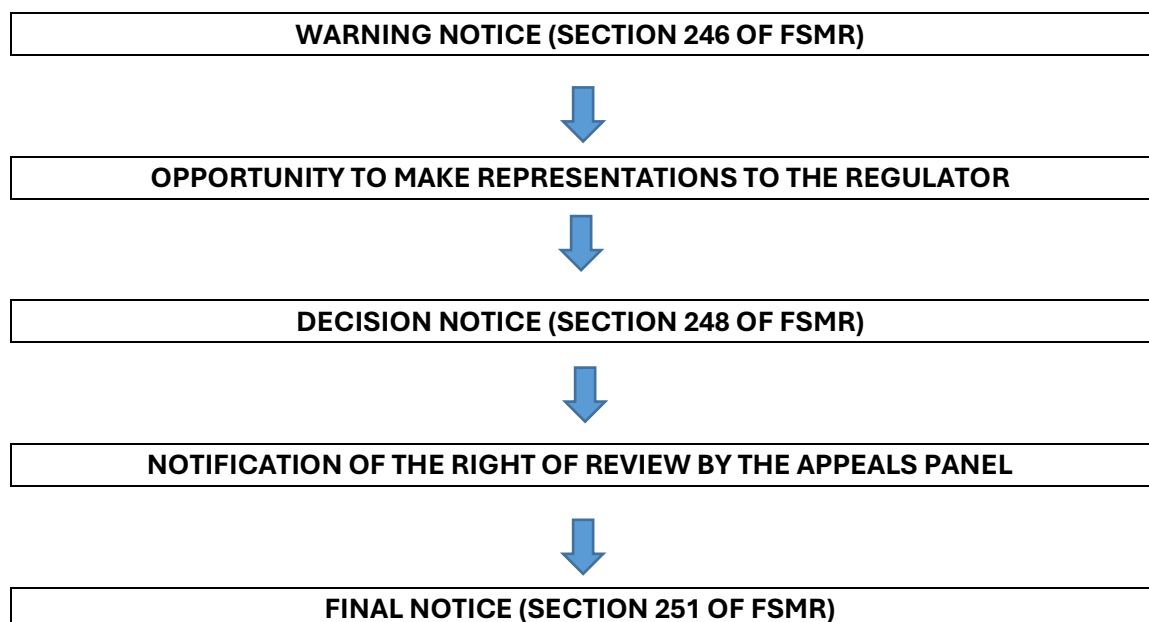 WARNING NOTICE (SECTION 246 OF FSMR)
OPPORTUNITY TO MAKE REPRESENTATIONS TO THE REGULATOR
DECISION NOTICE (SECTION 248 OF FSMR)
NOTIFICATION OF THE RIGHT OF REVIEW BY THE APPEALS PANEL
FINAL NOTICE (SECTION 251 OF FSMR)